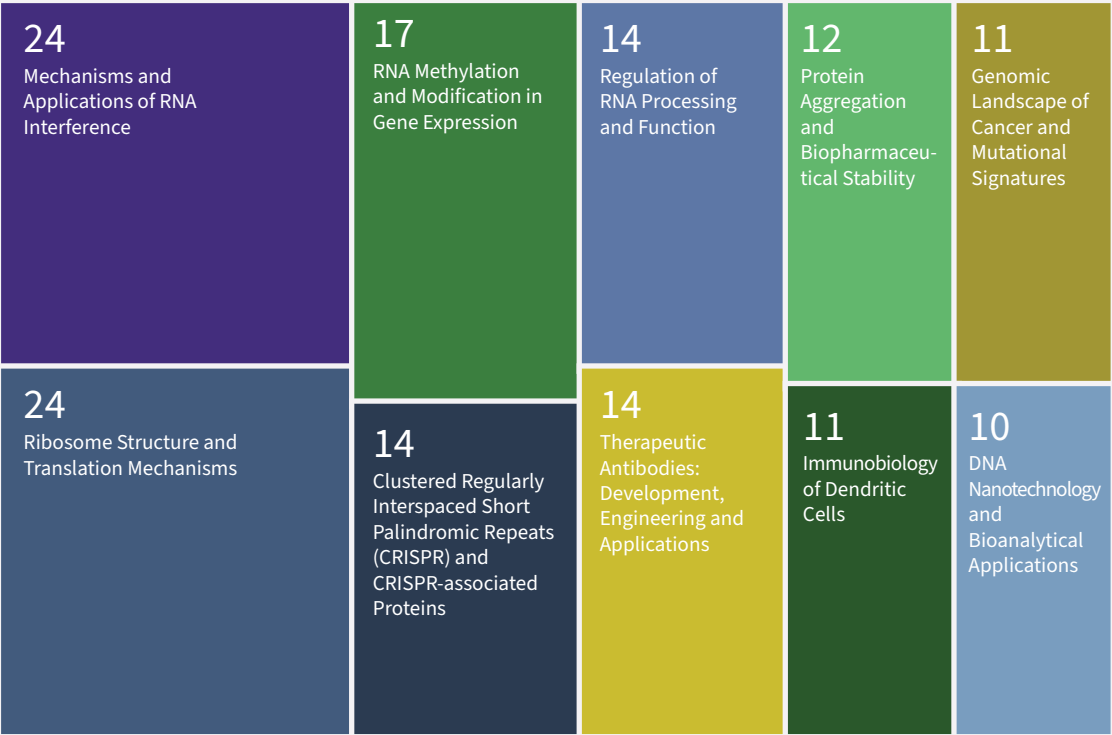 24
Mechanisms and
Applications of RNA
Interference
17
RNA Methylation
and Modification in
Gene Expression
14
Regulation of
RNA Processing
and Function
12
Protein
Aggregation
and
Biopharmaceu-
tical Stability
11
Genomic
Landscape of
Cancer and
Mutational
Signatures
24
Ribosome Structure and
Translation Mechanisms
14
Clustered Regularly
Interspaced Short
Palindromic Repeats
(CRISPR) and
CRISPR-associated
Proteins
14
Therapeutic
Antibodies:
Development,
Engineering and
Applications
11
Immunobiology
of Dendritic
Cells
10
DNA
Nanotechnology
and
Bioanalytical
Applications